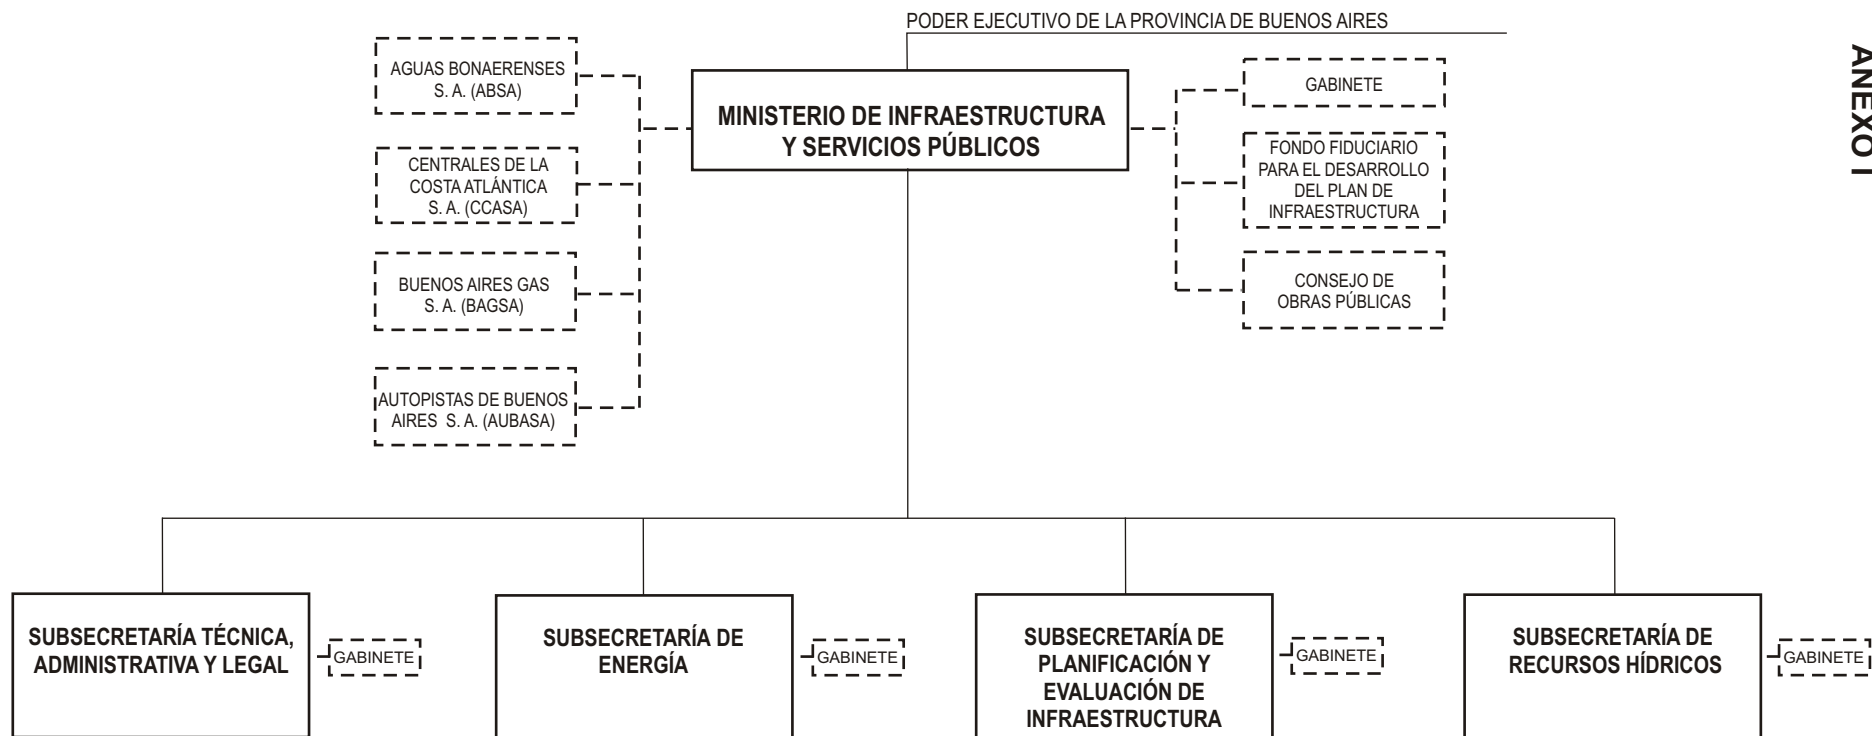 PODER EJECUTIVO DE LA PROVINCIA DE BUENOS AIRES
ANEXO I
MINISTERIO DE INFRAESTRUCTURA
Y SERVICIOS PÚBLICOS
AGUAS BONAERENSES
S. A. (ABSA)
CENTRALES DE LA
COSTA ATLÁNTICA
S. A. (CCASA)
BUENOS AIRES GAS
S. A. (BAGSA)
AUTOPISTAS DE BUENOS
AIRES S. A. (AUBASA)
GABINETE
FONDO FIDUCIARIO
PARA EL DESARROLLO
DEL PLAN DE
INFRAESTRUCTURA
CONSEJO DE
OBRAS PÚBLICAS
SUBSECRETARÍA TÉCNICA,
ADMINISTRATIVA Y LEGAL
GABINETE
SUBSECRETARÍA DE
ENERGÍA
GABINETE
SUBSECRETARÍA DE
PLANIFICACIÓN Y
EVALUACIÓN DE
INFRAESTRUCTURA
GABINETE
SUBSECRETARÍA DE
RECURSOS HÍDRICOS
GABINETE